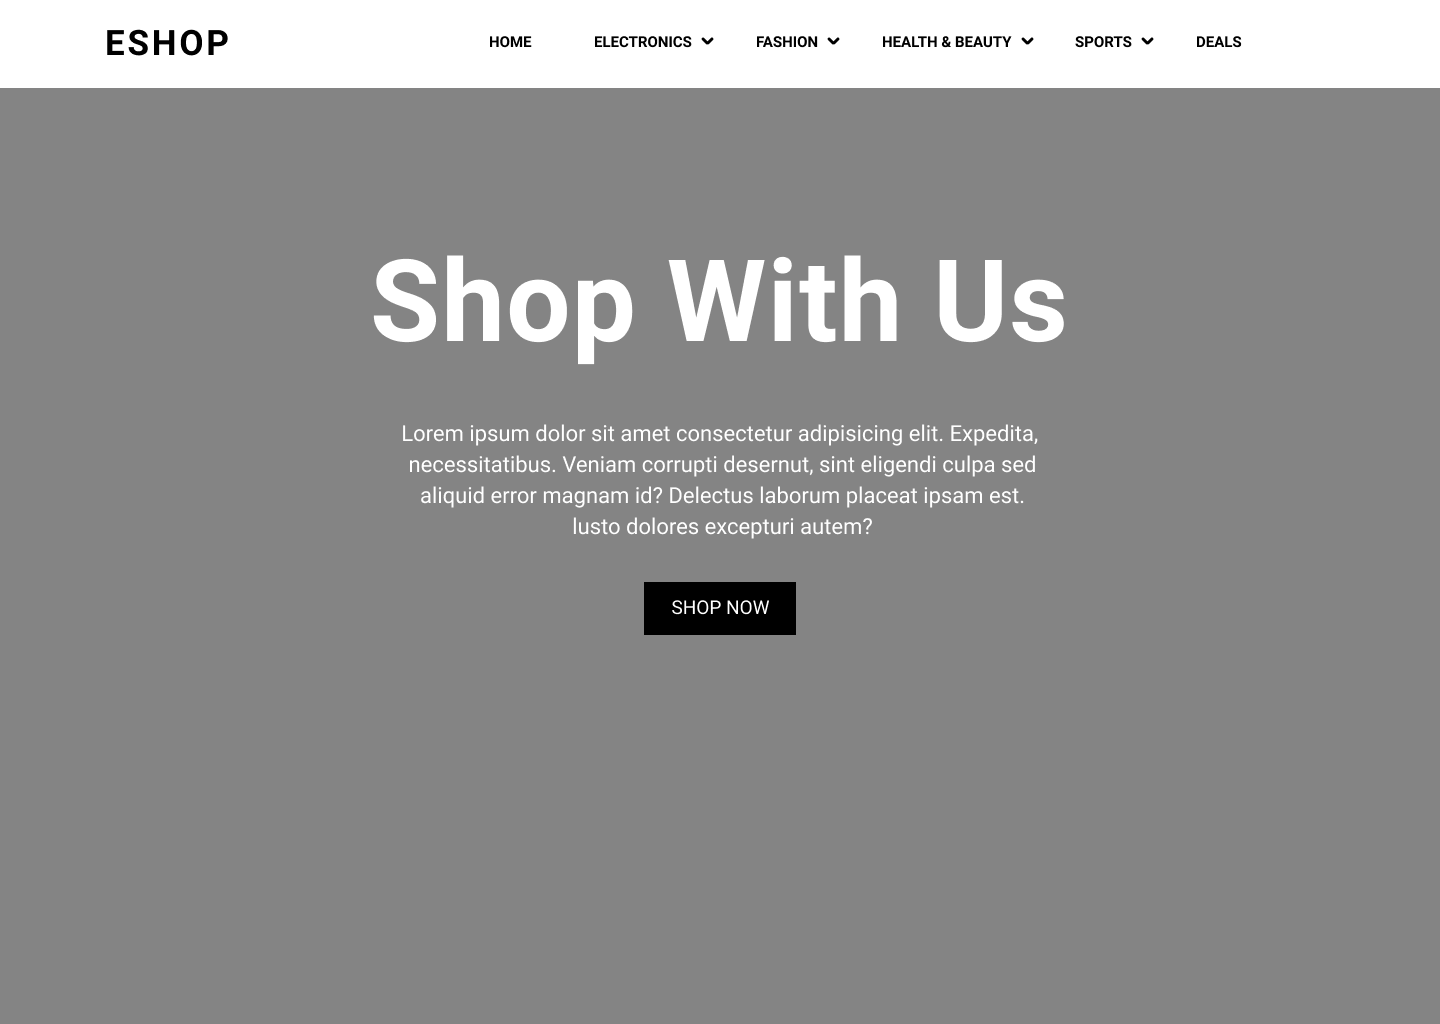 ESHOP
HOME ELECTRONICS FASHION HEALTH & BEAUTY SPORTS DEALS
Shop With Us
Lorem ipsum dolor sit amet consectetur adipisicing elit. Expedita,
necessitatibus. Veniam corrupti desernut, sint eligendi culpa sed
aliquid error magnam id? Delectus laborum placeat ipsam est.
Iusto dolores excepturi autem?
SHOP NOW